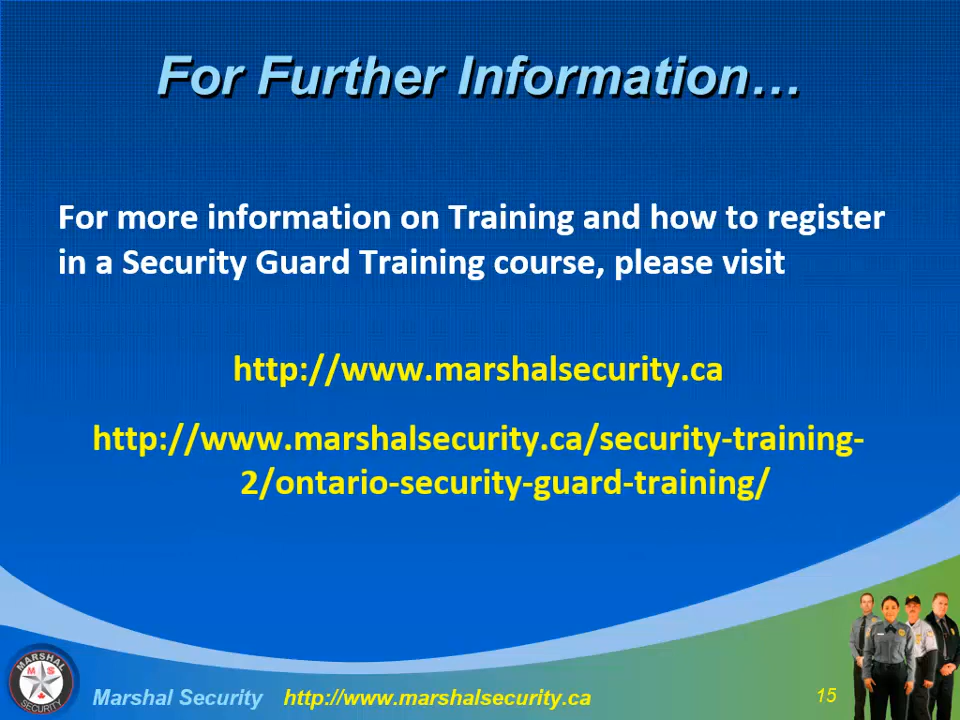 For Further Information…
For more information on Training and how to register
in a Security Guard Training course, please visit
http://www.marshalsecurity.ca
http://www.marshalsecurity.ca/security-training-
2/ontario-security-guard-training/
MARSHAL
M S
SECURITY
Marshal Security http://www.marshalsecurity.ca
15